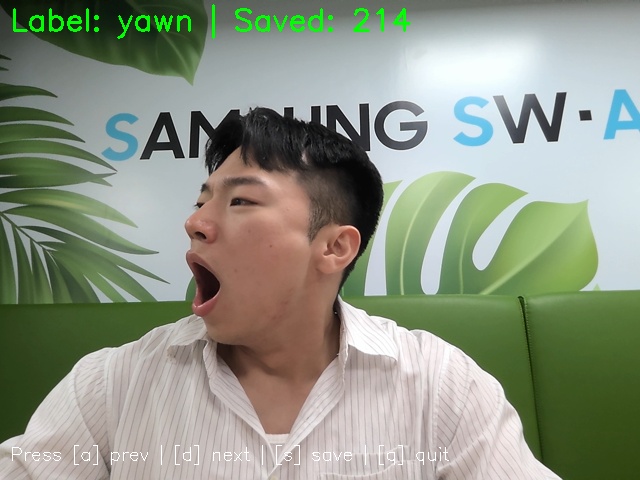 Label: yawn | Saved: 214
SAMSUNG SW·A
Press [a] prev | [d] next | [s] save | [q] quit